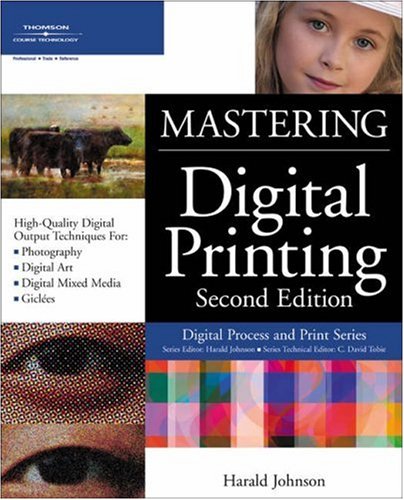 THOMSON
COURSE TECHNOLOGY
Professional ■ Trade ■ Reference
MASTERING
Digital
Printing
Second Edition
High-Quality Digital
Output Techniques For:
■ Photography
■ Digital Art
■ Digital Mixed Media
■ Giclées
Digital Process and Print Series
Series Editor: Harald Johnson ■ Series Technical Editor: C. David Tobie
Harald Johnson